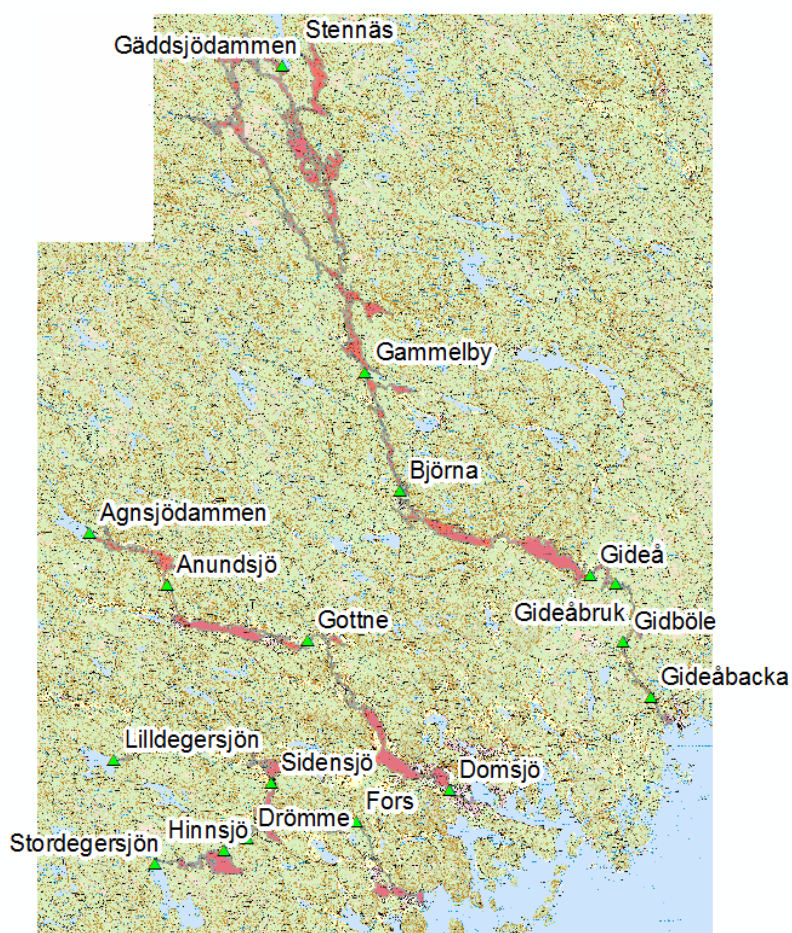 Stennäs
Gäddsjödammen
Gammelby
Björna
Agnsjödammen
Gideå
Anundsjö
Gideåbruk
Gidböle
Gottne
Gideåbacka
Lilldegersjön
Sidensjö
Domsjö
Fors
Drömme
Hinnsjö
Stordegersjön